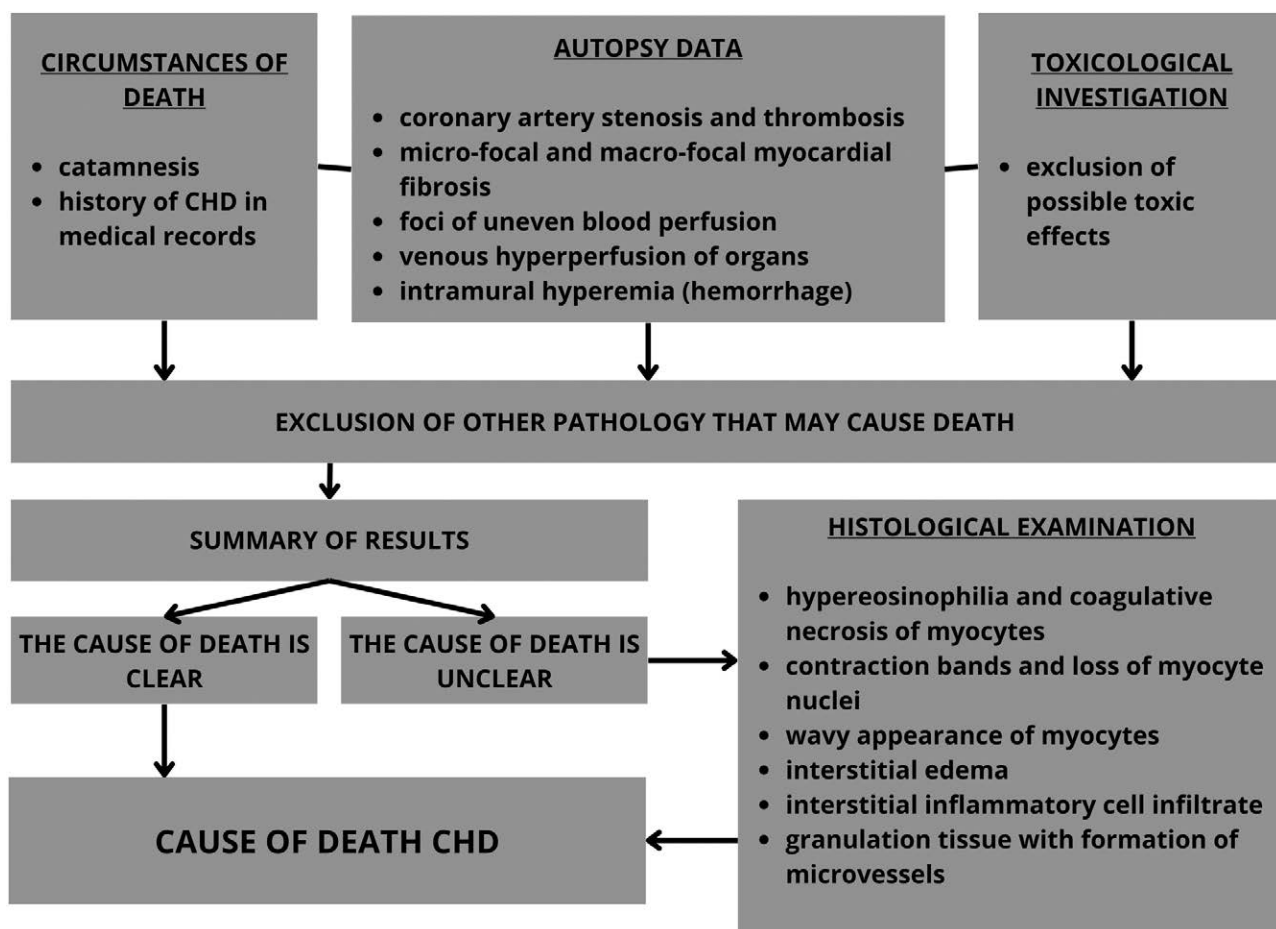 CIRCUMSTANCES OF
DEATH
• catamnesis
• history of CHD in
medical records
AUTOPSY DATA
• coronary artery stenosis and thrombosis
• micro-focal and macro-focal myocardial
fibrosis
• foci of uneven blood perfusion
• venous hyperperfusion of organs
• intramural hyperemia (hemorrhage)
TOXICOLOGICAL
INVESTIGATION
• exclusion of
possible toxic
effects
EXCLUSION OF OTHER PATHOLOGY THAT MAY CAUSE DEATH
SUMMARY OF RESULTS
THE CAUSE OF DEATH IS
CLEAR
THE CAUSE OF DEATH IS
UNCLEAR
HISTOLOGICAL EXAMINATION
• hypereosinophilia and coagulative
necrosis of myocytes
• contraction bands and loss of myocyte
nuclei
• wavy appearance of myocytes
• interstitial edema
• interstitial inflammatory cell infiltrate
• granulation tissue with formation of
microvessels
CAUSE OF DEATH CHD